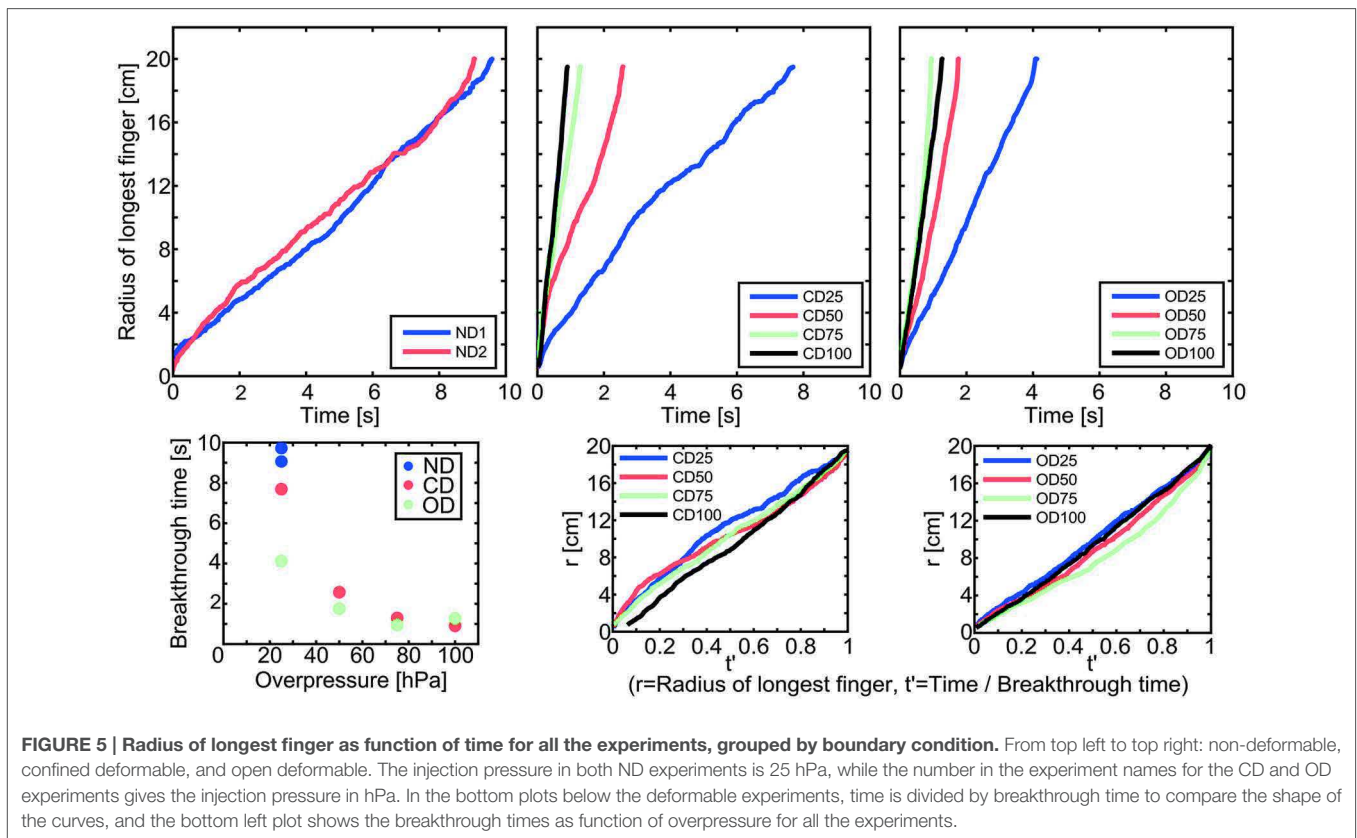 Radius of longest finger [cm]
20
16
12
8
4
0
ND1
ND2
0 2 4 6 8 10
Time [s]
CD25
CD50
CD75
CD100
0 2 4 6 8 10
Time [s]
OD25
OD50
OD75
OD100
0 2 4 6 8 10
Time [s]
Breakthrough time [s]
10
8
6
4
2
ND
CD
OD
0 20 40 60 80 100
Overpressure [hPa]
r [cm]
20
16
12
8
4
0
CD25
CD50
CD75
CD100
0.2 0.4 0.6 0.8 1
t'
r [cm]
20
16
12
8
4
0
OD25
OD50
OD75
OD100
0.2 0.4 0.6 0.8 1
t'
(r=Radius of longest finger, t'=Time / Breakthrough time)
FIGURE 5 | Radius of longest finger as function of time for all the experiments, grouped by boundary condition. From top left to top right: non-deformable,
confined deformable, and open deformable. The injection pressure in both ND experiments is 25 hPa, while the number in the experiment names for the CD and OD
experiments gives the injection pressure in hPa. In the bottom plots below the deformable experiments, time is divided by breakthrough time to compare the shape of
the curves, and the bottom left plot shows the breakthrough times as function of overpressure for all the experiments.